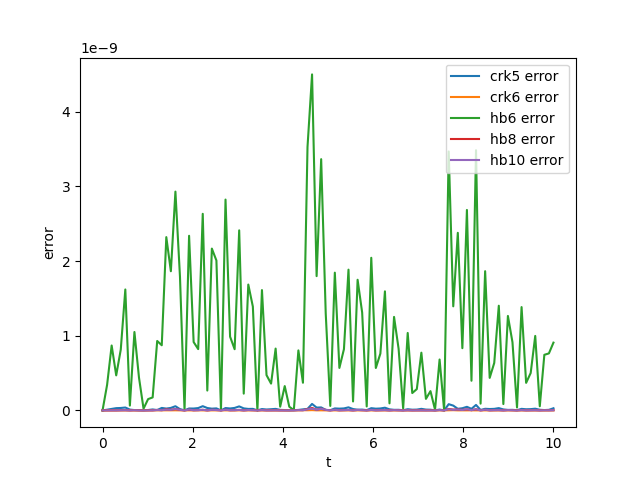 1e−9
crk5 error
crk6 error
hb6 error
hb8 error
hb10 error
4
3
2
1
0
error
0 2 4 6 8 10
t